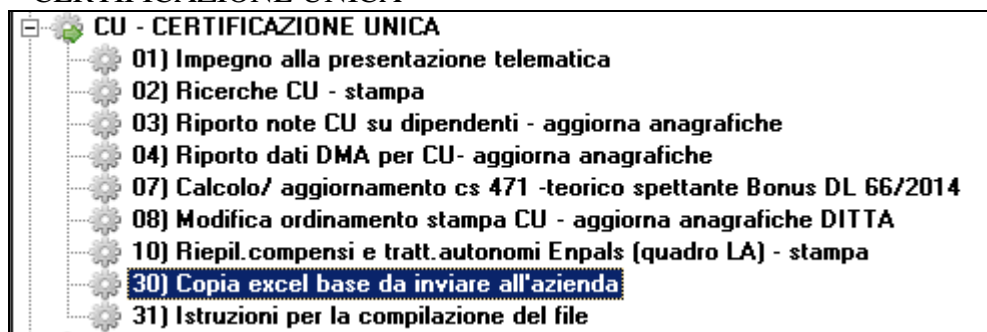 CERTIFICAZIONE UNICA
CU - CERTIFICAZIONE UNICA
01) Impegno alla presentazione telematica
02) Ricerche CU - stampa
03) Riporto note CU su dipendenti - aggiorna anagrafiche
04) Riporto dati DMA per CU- aggiorna anagrafiche
07) Calcolo/ aggiornamento cs 471 -teorico spettante Bonus DL 66/2014
08) Modifica ordinamento stampa CU - aggiorna anagrafiche DITTA
10) Riepil.compensi e tratt.autonomi Enpals (quadro LA) - stampa
30) Copia excel base da inviare all'azienda
31) Istruzioni per la compilazione del file